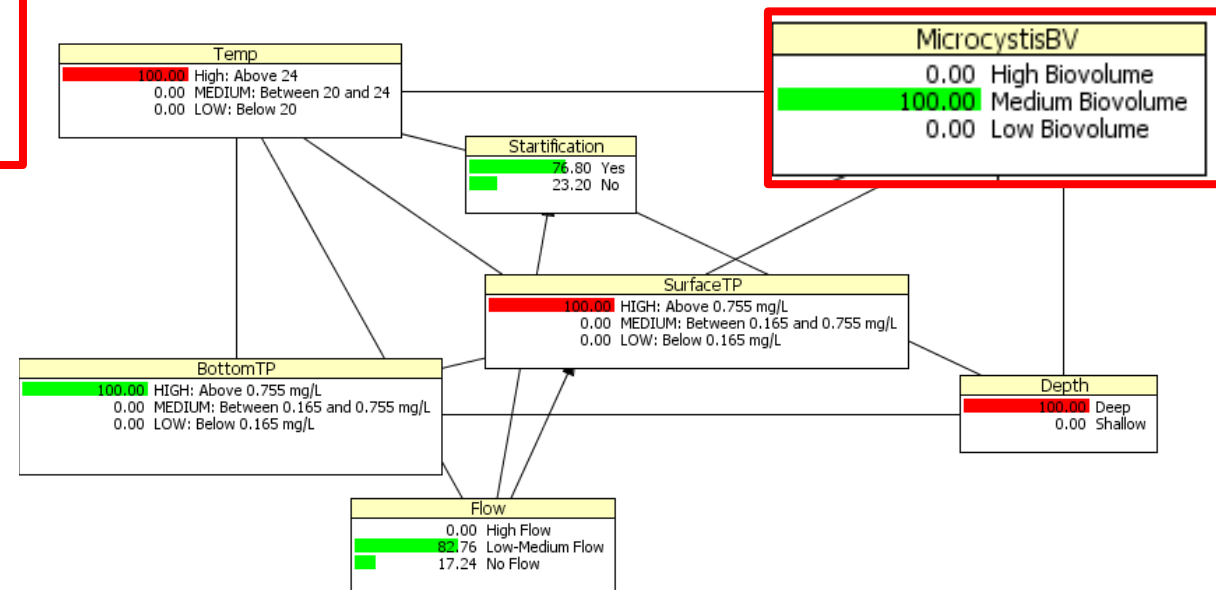 Temp
100.00 High: Above 24
0.00 MEDIUM: Between 20 and 24
0.00 LOW: Below 20
MicrocystisBV
0.00 High Biovolume
100.00 Medium Biovolume
0.00 Low Biovolume
Startification
76.80 Yes
23.20 No
SurfaceTP
100.00 HIGH: Above 0.755 mg/L
0.00 MEDIUM: Between 0.165 and 0.755 mg/L
0.00 LOW: Below 0.165 mg/L
BottomTP
100.00 HIGH: Above 0.755 mg/L
0.00 MEDIUM: Between 0.165 and 0.755 mg/L
0.00 LOW: Below 0.165 mg/L
Depth
100.00 Deep
0.00 Shallow
Flow
0.00 High Flow
82.76 Low-Medium Flow
17.24 No Flow